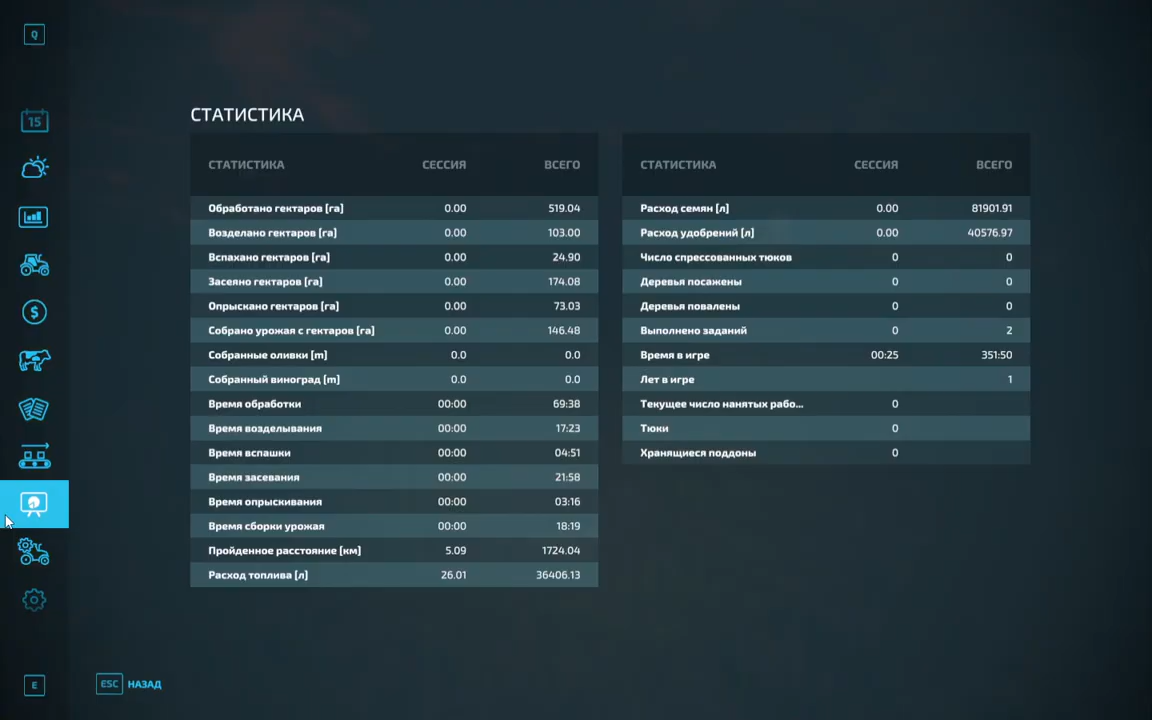 Q
15
СТАТИСТИКА
СТАТИСТИКА СЕССИЯ ВСЕГО
Обработано гектаров [га] 0.00 519.04
Возделано гектаров [га] 0.00 103.00
Вспахано гектаров [га] 0.00 24.90
Засеяно гектаров [га] 0.00 174.08
Опрыскано гектаров [га] 0.00 73.03
Собрано урожая с гектаров [га] 0.00 146.48
Собранные оливки [m] 0.0 0.0
Собранный виноград [m] 0.0 0.0
Время обработки 00:00 69:38
Время возделывания 00:00 17:23
Время вспашки 00:00 04:51
Время засевания 00:00 21:58
Время опрыскивания 00:00 03:16
Время сборки урожая 00:00 18:19
Пройденное расстояние [км] 5.09 1724.04
Расход топлива [л] 26.01 36406.13
СТАТИСТИКА СЕССИЯ ВСЕГО
Расход семян [л] 0.00 81901.91
Расход удобрений [л] 0.00 40576.97
Число спрессованных тюков 0 0
Деревья посажены 0 0
Деревья повалены 0 0
Выполнено заданий 0 2
Время в игре 00:25 351:50
Лет в игре 1
Текущее число нанятых рабо... 0
Тюки 0
Хранящиеся поддоны 0
E
ESC НАЗАД